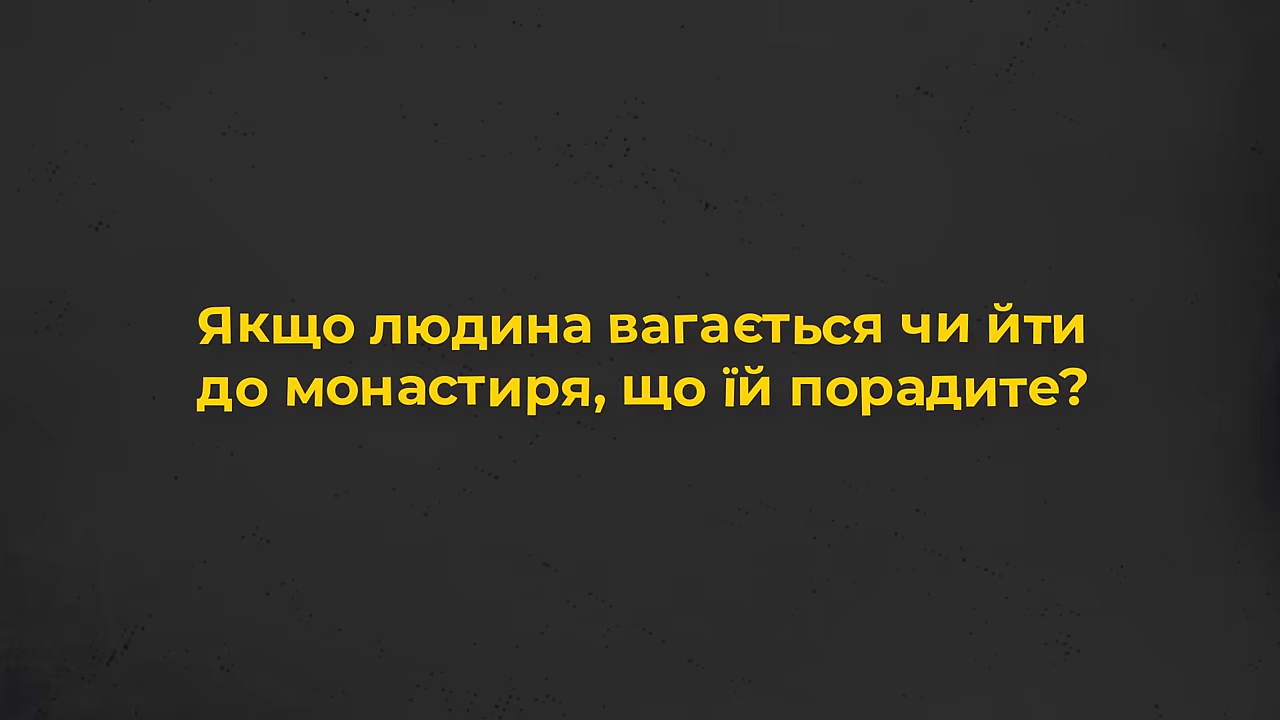 Якщо людина вагається чи йти
до монастиря, що їй порадите?